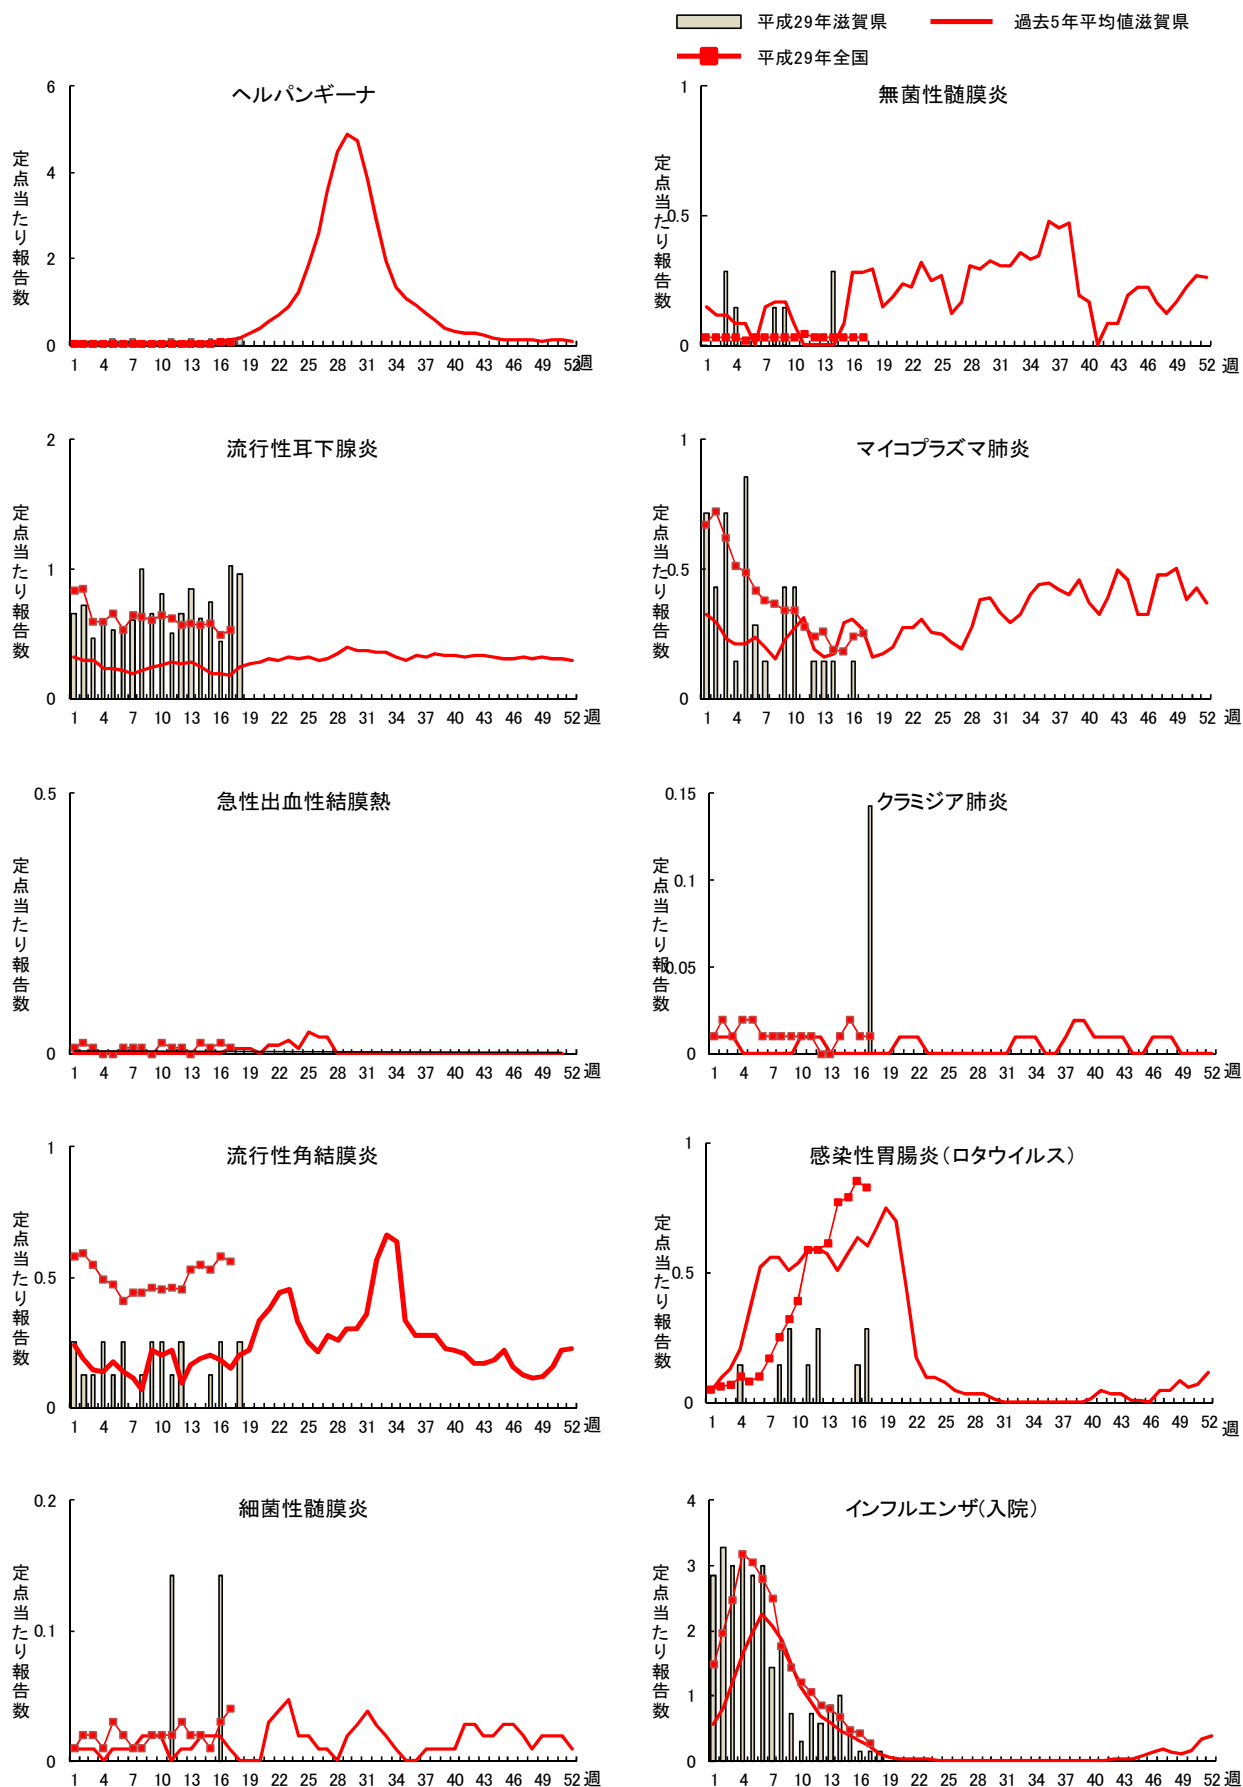 平成29年滋賀県
過去5年平均値滋賀県
平成29年全国
ヘルパンギーナ
定点当たり報告数
6
4
2
0
1 4 7 10 13 16 19 22 25 28 31 34 37 40 43 46 49 52 週
無菌性髄膜炎
定点当たり報告数
1
0.5
0
1 4 7 10 13 16 19 22 25 28 31 34 37 40 43 46 49 52 週
流行性耳下腺炎
定点当たり報告数
2
1
0
1 4 7 10 13 16 19 22 25 28 31 34 37 40 43 46 49 52 週
マイコプラズマ肺炎
定点当たり報告数
1
0.5
0
1 4 7 10 13 16 19 22 25 28 31 34 37 40 43 46 49 52 週
急性出血性結膜熱
定点当たり報告数
0.5
0
1 4 7 10 13 16 19 22 25 28 31 34 37 40 43 46 49 52 週
クラミジア肺炎
定点当たり報告数
0.15
0.1
0.05
0
1 4 7 10 13 16 19 22 25 28 31 34 37 40 43 46 49 52 週
流行性角結膜炎
定点当たり報告数
1
0.5
0
1 4 7 10 13 16 19 22 25 28 31 34 37 40 43 46 49 52 週
感染性胃腸炎(ロタウイルス)
定点当たり報告数
1
0.5
0
1 4 7 10 13 16 19 22 25 28 31 34 37 40 43 46 49 52 週
細菌性髄膜炎
定点当たり報告数
0.2
0.1
0
1 4 7 10 13 16 19 22 25 28 31 34 37 40 43 46 49 52 週
インフルエンザ(入院)
定点当たり報告数
4
3
2
1
0
1 4 7 10 13 16 19 22 25 28 31 34 37 40 43 46 49 52 週